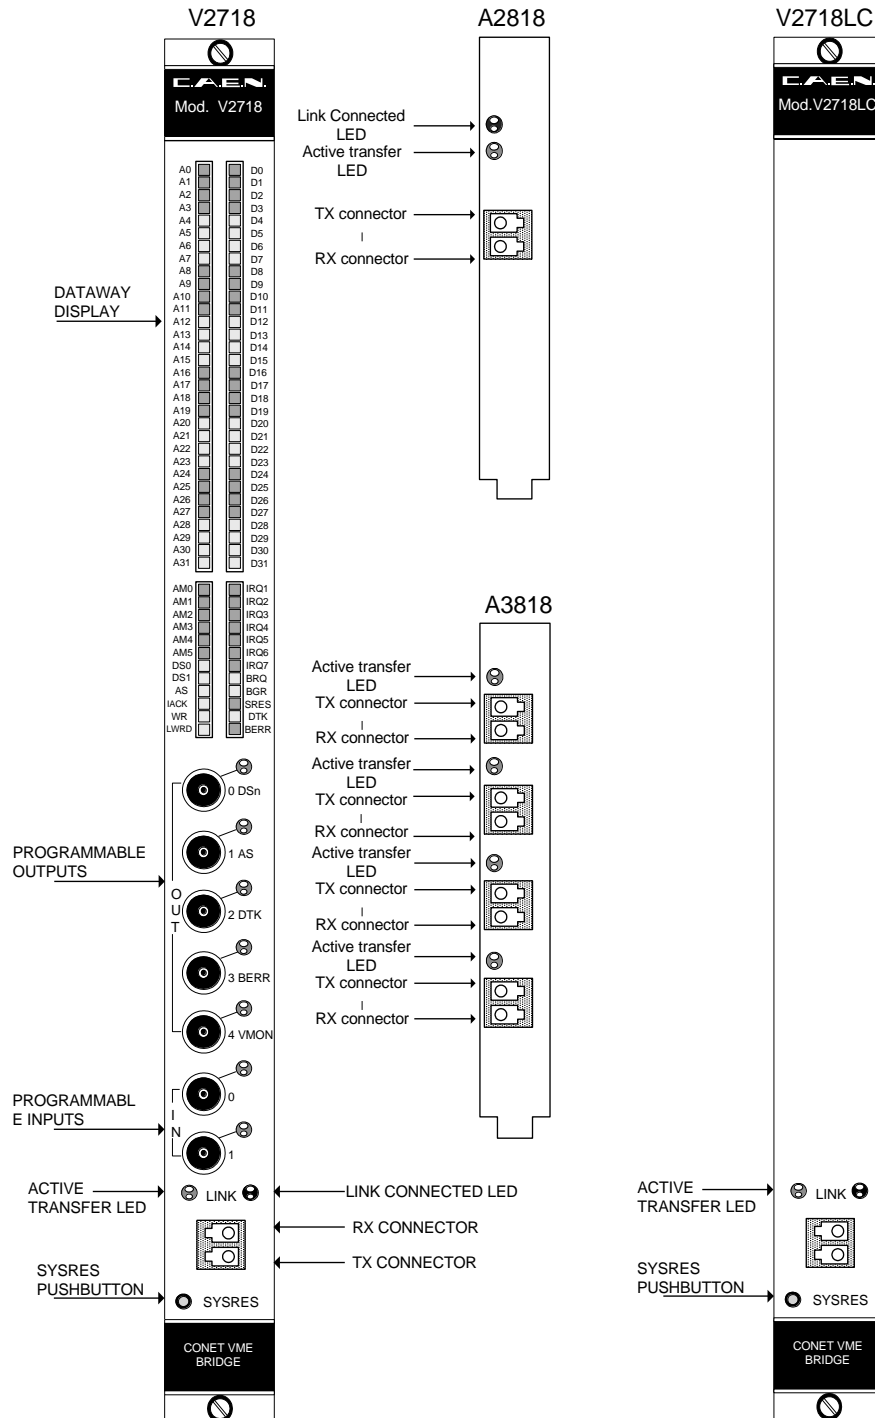 V2718
C.A.E.N.
Mod. V2718
A0 D0
A1 D1
A2 D2
A3 D3
A4 D4
A5 D5
A6 D6
A7 D7
A8 D8
A9 D9
A10 D10
A11 D11
A12 D12
A13 D13
A14 D14
A15 D15
A16 D16
A17 D17
A18 D18
A19 D19
A20 D20
A21 D21
A22 D22
A23 D23
A24 D24
A25 D25
A26 D26
A27 D27
A28 D28
A29 D29
A30 D30
A31 D31
AM0 IRQ1
AM1 IRQ2
AM2 IRQ3
AM3 IRQ4
AM4 IRQ5
AM5 IRQ6
DS0 IRQ7
DS1 BRQ
AS BGR
IACK SRES
WR DTK
LWRD BERR
DATAWAY
DISPLAY
PROGRAMMABLE
OUTPUTS
OUT
0 DSn
1 AS
2 DTK
3 BERR
4 VMON
PROGRAMMABL
E INPUTS
IN
0
1
ACTIVE
TRANSFER LED
LINK
LINK CONNECTED LED
RX CONNECTOR
TX CONNECTOR
SYSRES
PUSHBUTTON
SYSRES
CONET VME
BRIDGE
A2818
Link Connected
LED
Active transfer
LED
TX connector
RX connector
A3818
Active transfer
LED
TX connector
RX connector
Active transfer
LED
TX connector
RX connector
Active transfer
LED
TX connector
RX connector
Active transfer
LED
TX connector
RX connector
V2718LC
C.A.E.N.
Mod.V2718LC
ACTIVE
TRANSFER LED
LINK
SYSRES
PUSHBUTTON
SYSRES
CONET VME
BRIDGE